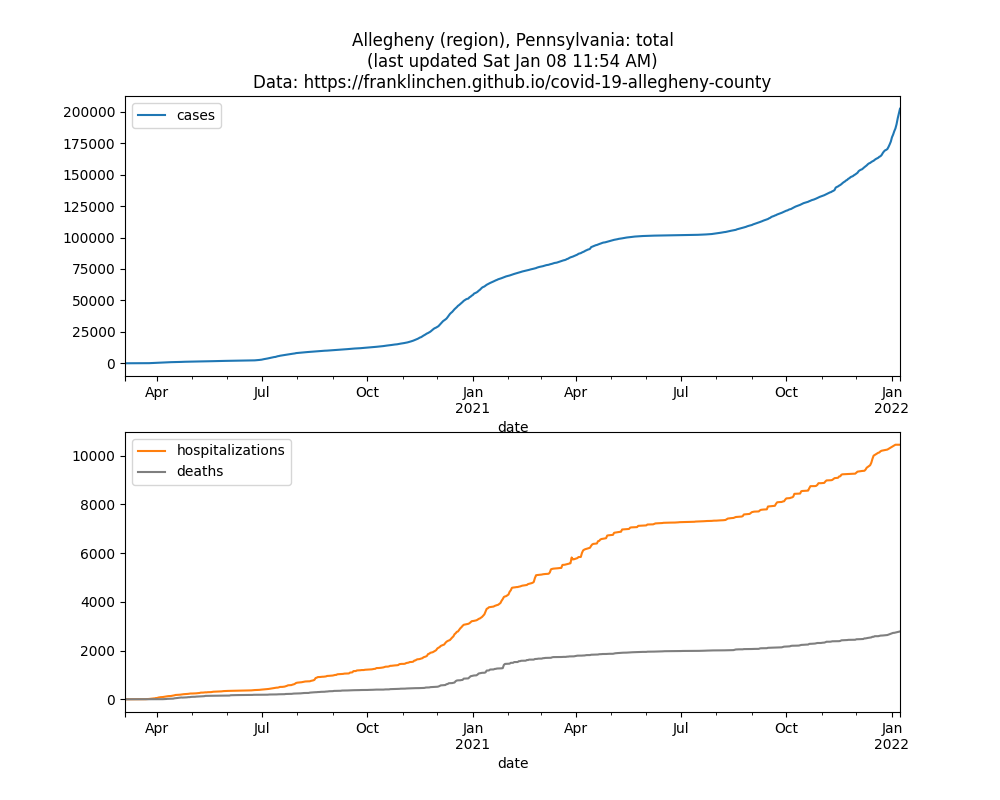 Allegheny (region), Pennsylvania: total
(last updated Sat Jan 08 11:54 AM)
Data: https://franklinchen.github.io/covid-19-allegheny-county
cases
200000
175000
150000
125000
100000
75000
50000
25000
0
Apr Jul Oct Jan Apr Jul Oct Jan
2021 2022
date
hospitalizations
deaths
10000
8000
6000
4000
2000
0
Apr Jul Oct Jan Apr Jul Oct Jan
2021 2022
date